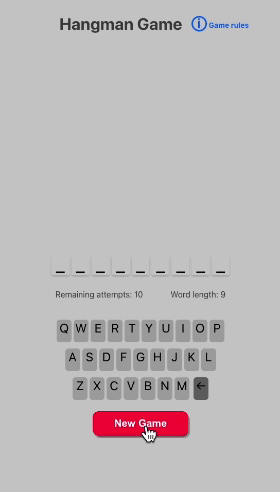 Hangman Game
i Game rules
_ _ _ _ _ _ _ _ _
Remaining attempts: 10 Word length: 9
Q W E R T Y U I O P
A S D F G H J K L
Z X C V B N M ←
New Game